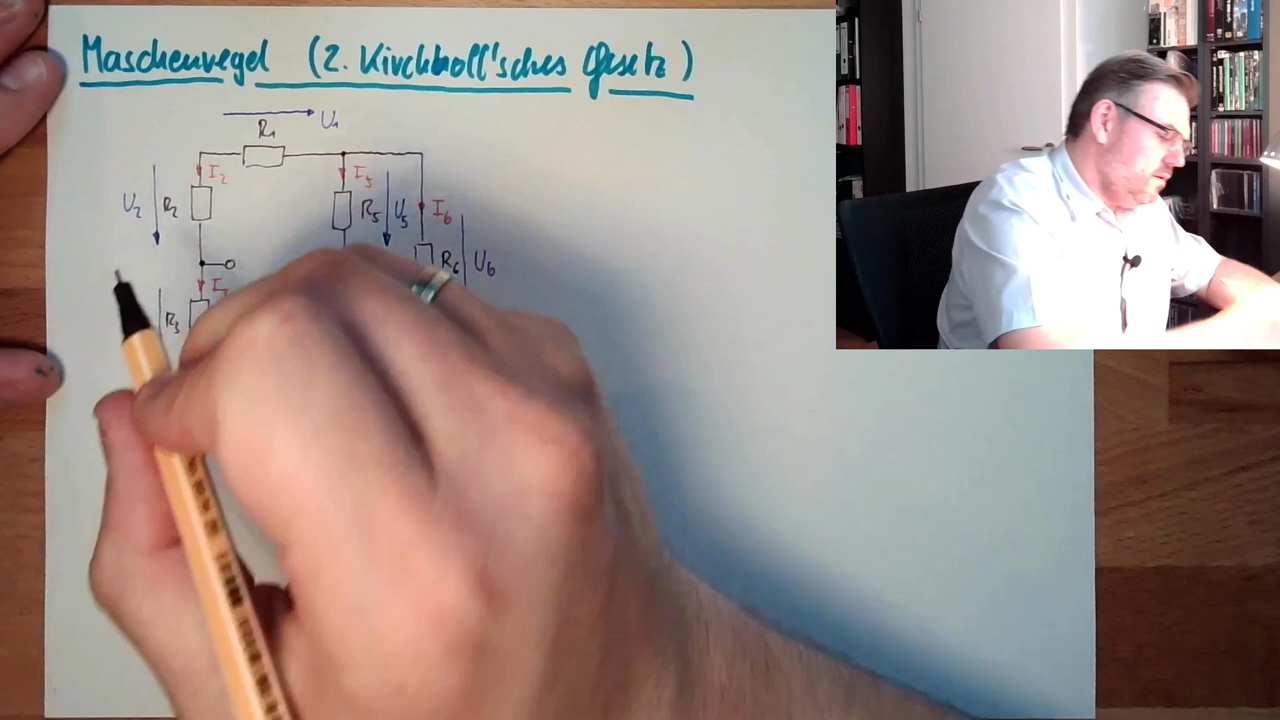 Maschenregel (2. Kirchhoff'sches Gesetz)
U1
R1
I2
I5
U2
R2
R5
U5
I6
R6
U6
R3